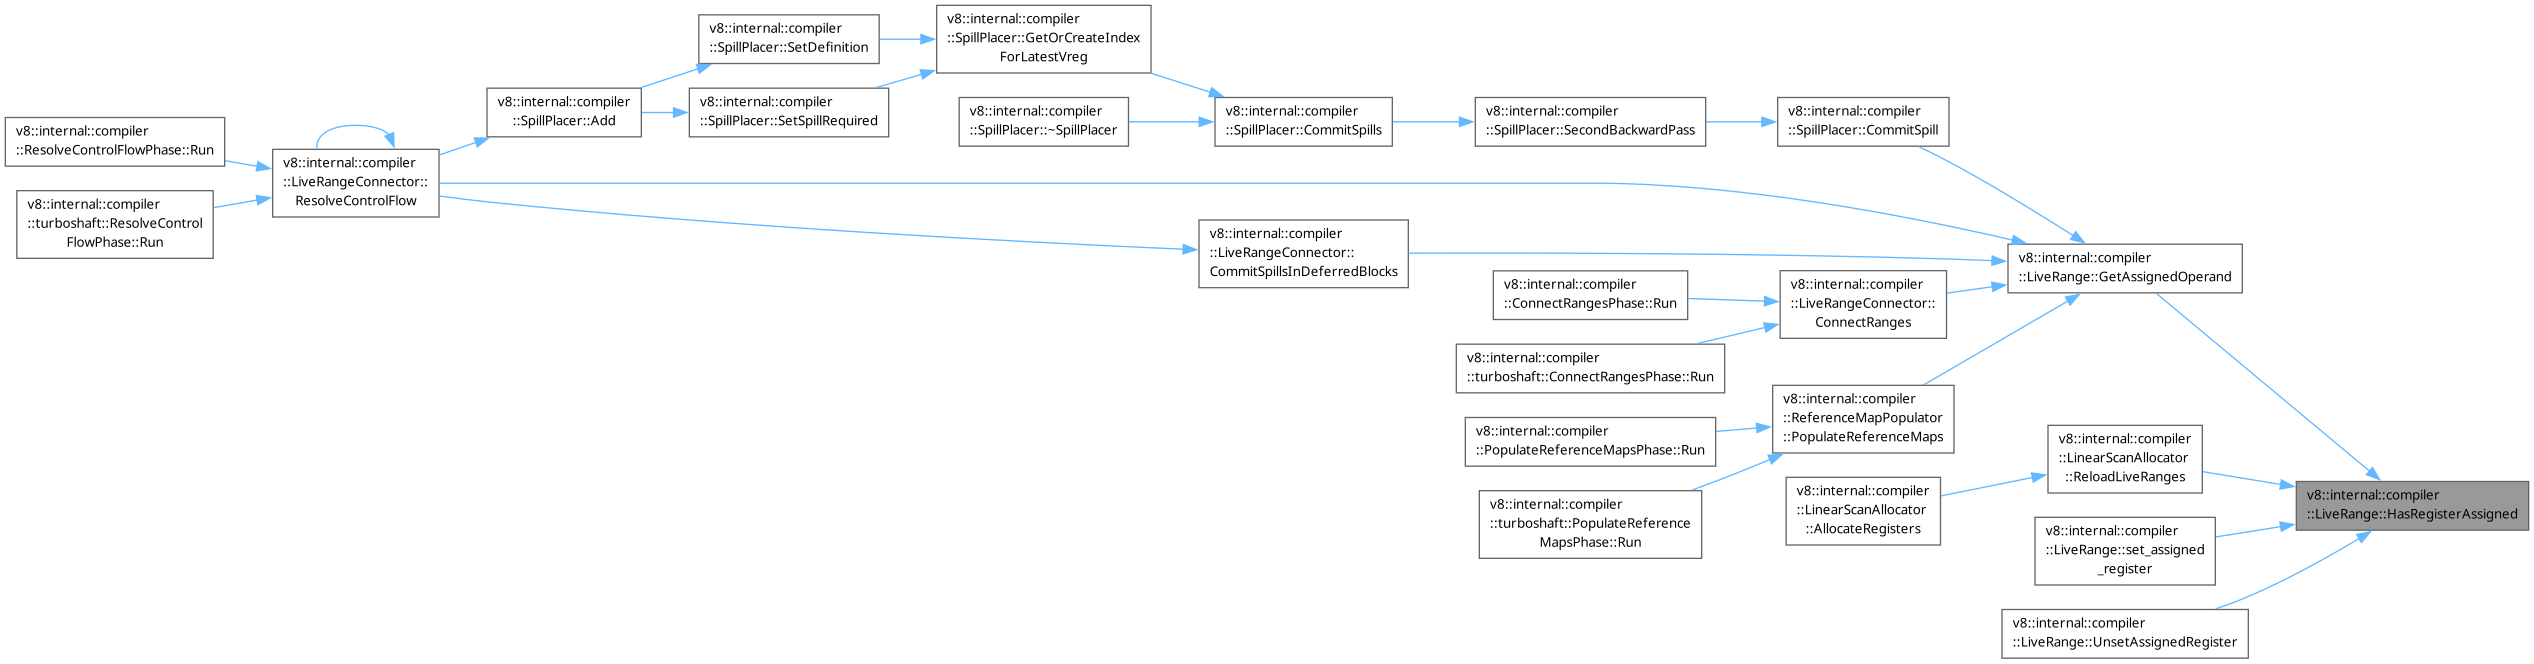 v8::internal::compiler
::SpillPlacer::GetOrCreateIndex
ForLatestVreg
v8::internal::compiler
::SpillPlacer::SetDefinition
v8::internal::compiler
::SpillPlacer::Add
v8::internal::compiler
::SpillPlacer::SetSpillRequired
v8::internal::compiler
::SpillPlacer::~SpillPlacer
v8::internal::compiler
::SpillPlacer::CommitSpills
v8::internal::compiler
::SpillPlacer::SecondBackwardPass
v8::internal::compiler
::SpillPlacer::CommitSpill
v8::internal::compiler
::ResolveControlFlowPhase::Run
v8::internal::compiler
::LiveRangeConnector::
ResolveControlFlow
v8::internal::compiler
::turboshaft::ResolveControl
FlowPhase::Run
v8::internal::compiler
::LiveRangeConnector::
CommitSpillsInDeferredBlocks
v8::internal::compiler
::LiveRange::GetAssignedOperand
v8::internal::compiler
::ConnectRangesPhase::Run
v8::internal::compiler
::LiveRangeConnector::
ConnectRanges
v8::internal::compiler
::turboshaft::ConnectRangesPhase::Run
v8::internal::compiler
::ReferenceMapPopulator
::PopulateReferenceMaps
v8::internal::compiler
::PopulateReferenceMapsPhase::Run
v8::internal::compiler
::LinearScanAllocator
::ReloadLiveRanges
v8::internal::compiler
::LinearScanAllocator
::AllocateRegisters
v8::internal::compiler
::turboshaft::PopulateReference
MapsPhase::Run
v8::internal::compiler
::LiveRange::HasRegisterAssigned
v8::internal::compiler
::LiveRange::set_assigned
_register
v8::internal::compiler
::LiveRange::UnsetAssignedRegister